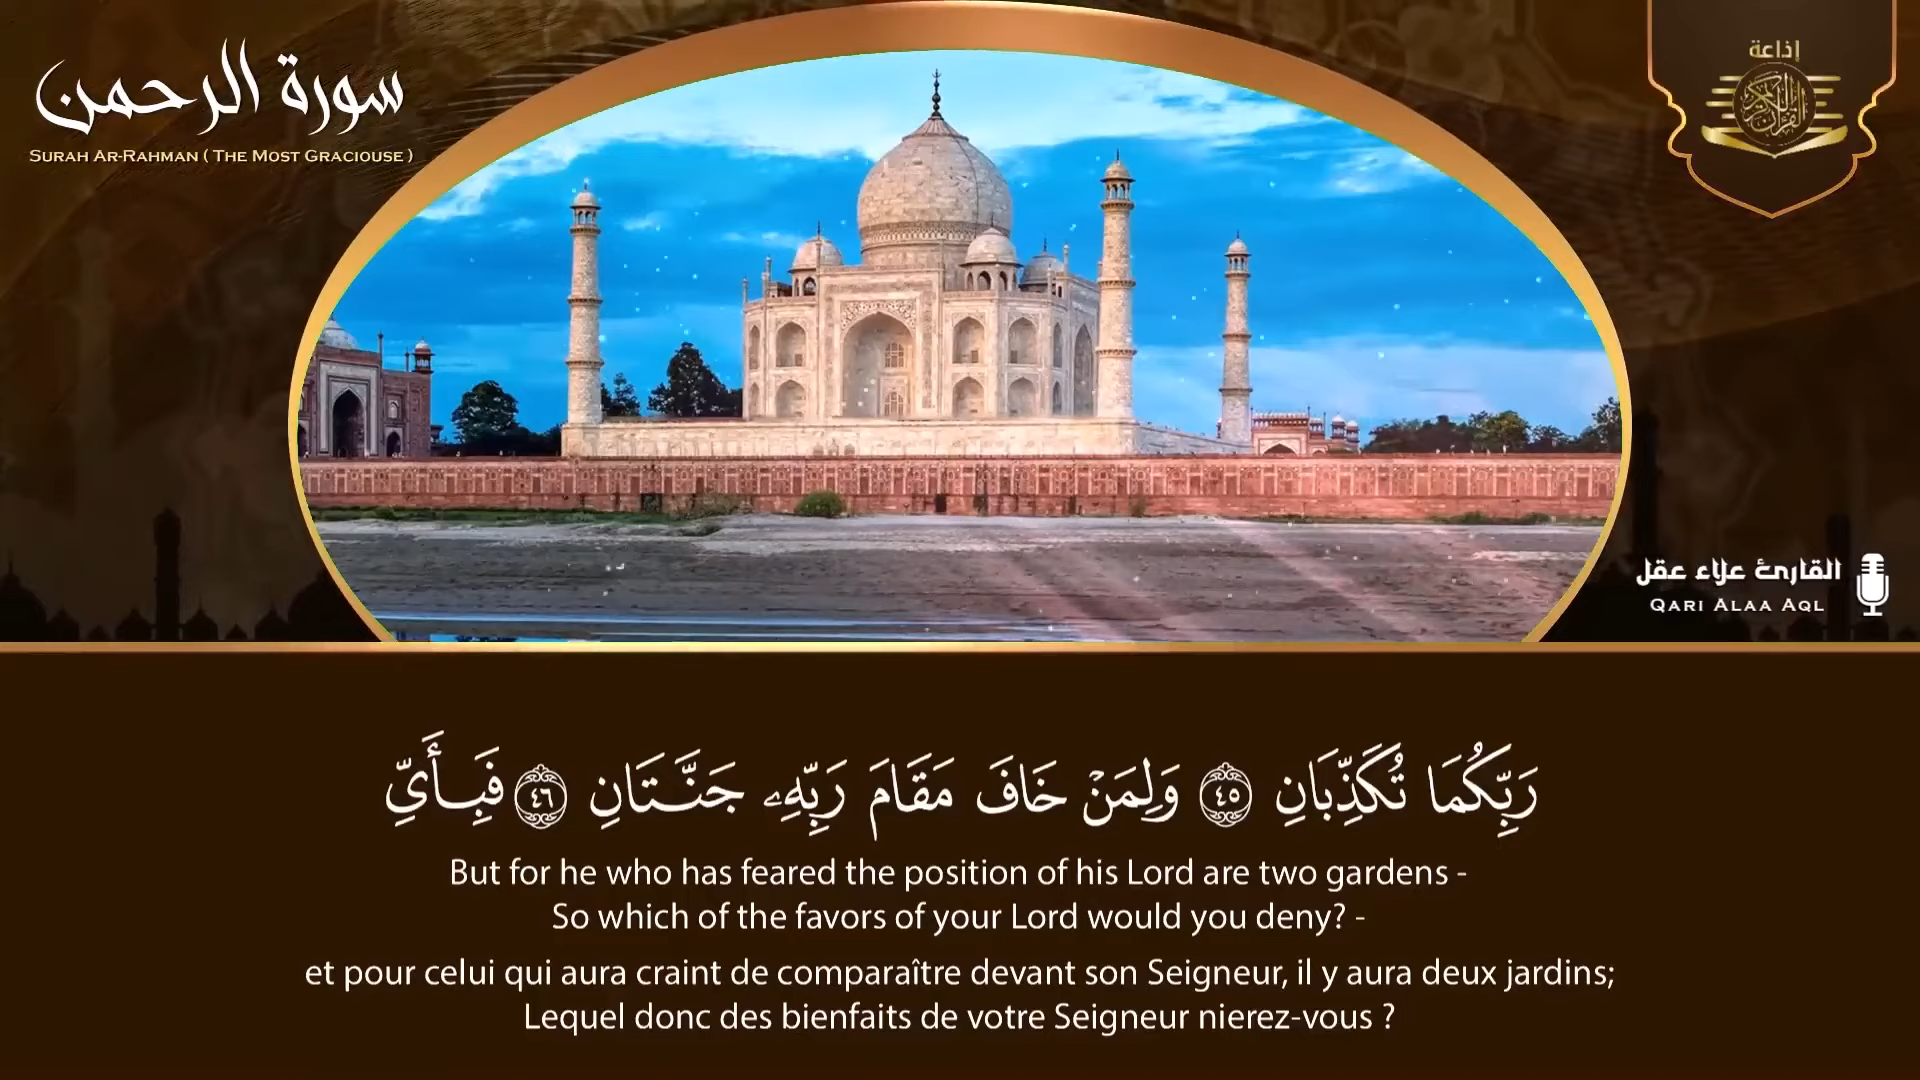 سورة الرحمن
SURAH AR-RAHMAN ( THE MOST GRACIOUSE )
إذاعة
القرآن الكريم
القارئ علاء عقل
QARI ALAA AQL
رَبِّكُمَا تُكَذِّبَانِ ٤٥ وَلِمَنْ خَافَ مَقَامَ رَبِّهِۦ جَنَّتَانِ ٤٦ فَبِأَىِّ
But for he who has feared the position of his Lord are two gardens -
So which of the favors of your Lord would you deny? -
et pour celui qui aura craint de comparaître devant son Seigneur, il y aura deux jardins;
Lequel donc des bienfaits de votre Seigneur nierez-vous ?